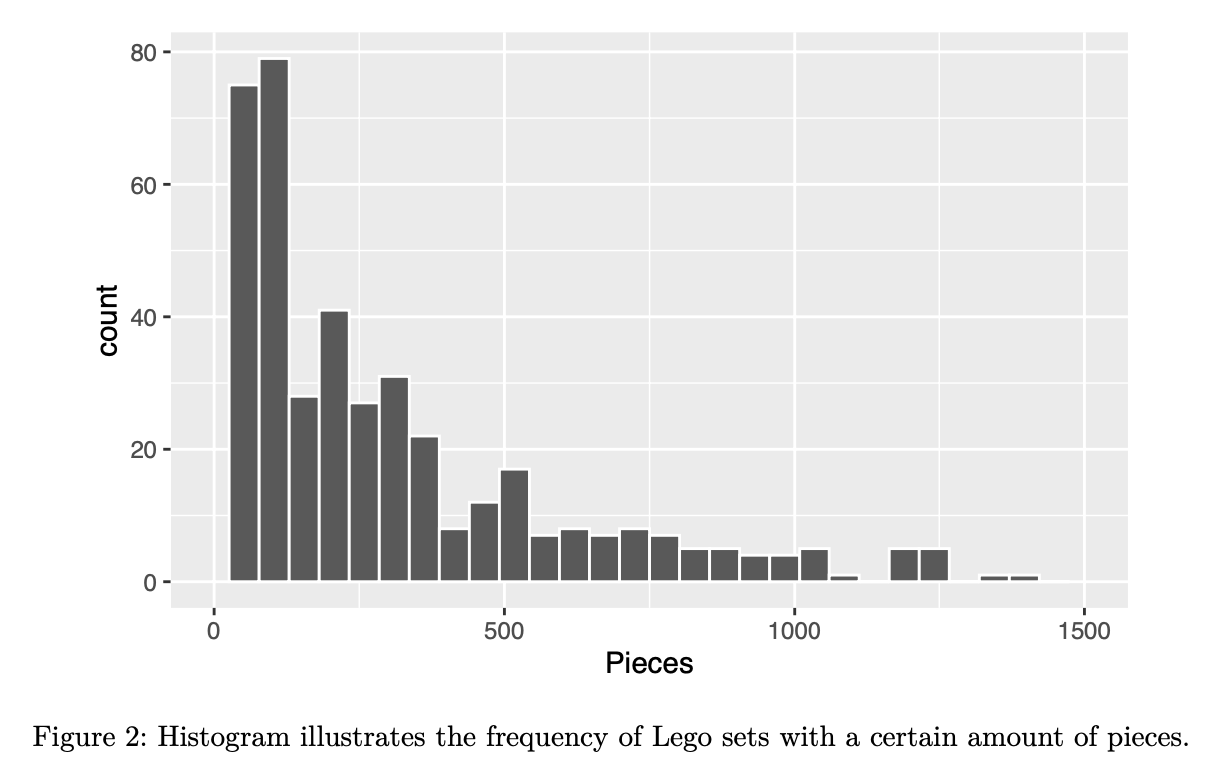 80
60
40
20
0
count
0 500 1000 1500
Pieces
Figure 2: Histogram illustrates the frequency of Lego sets with a certain amount of pieces.